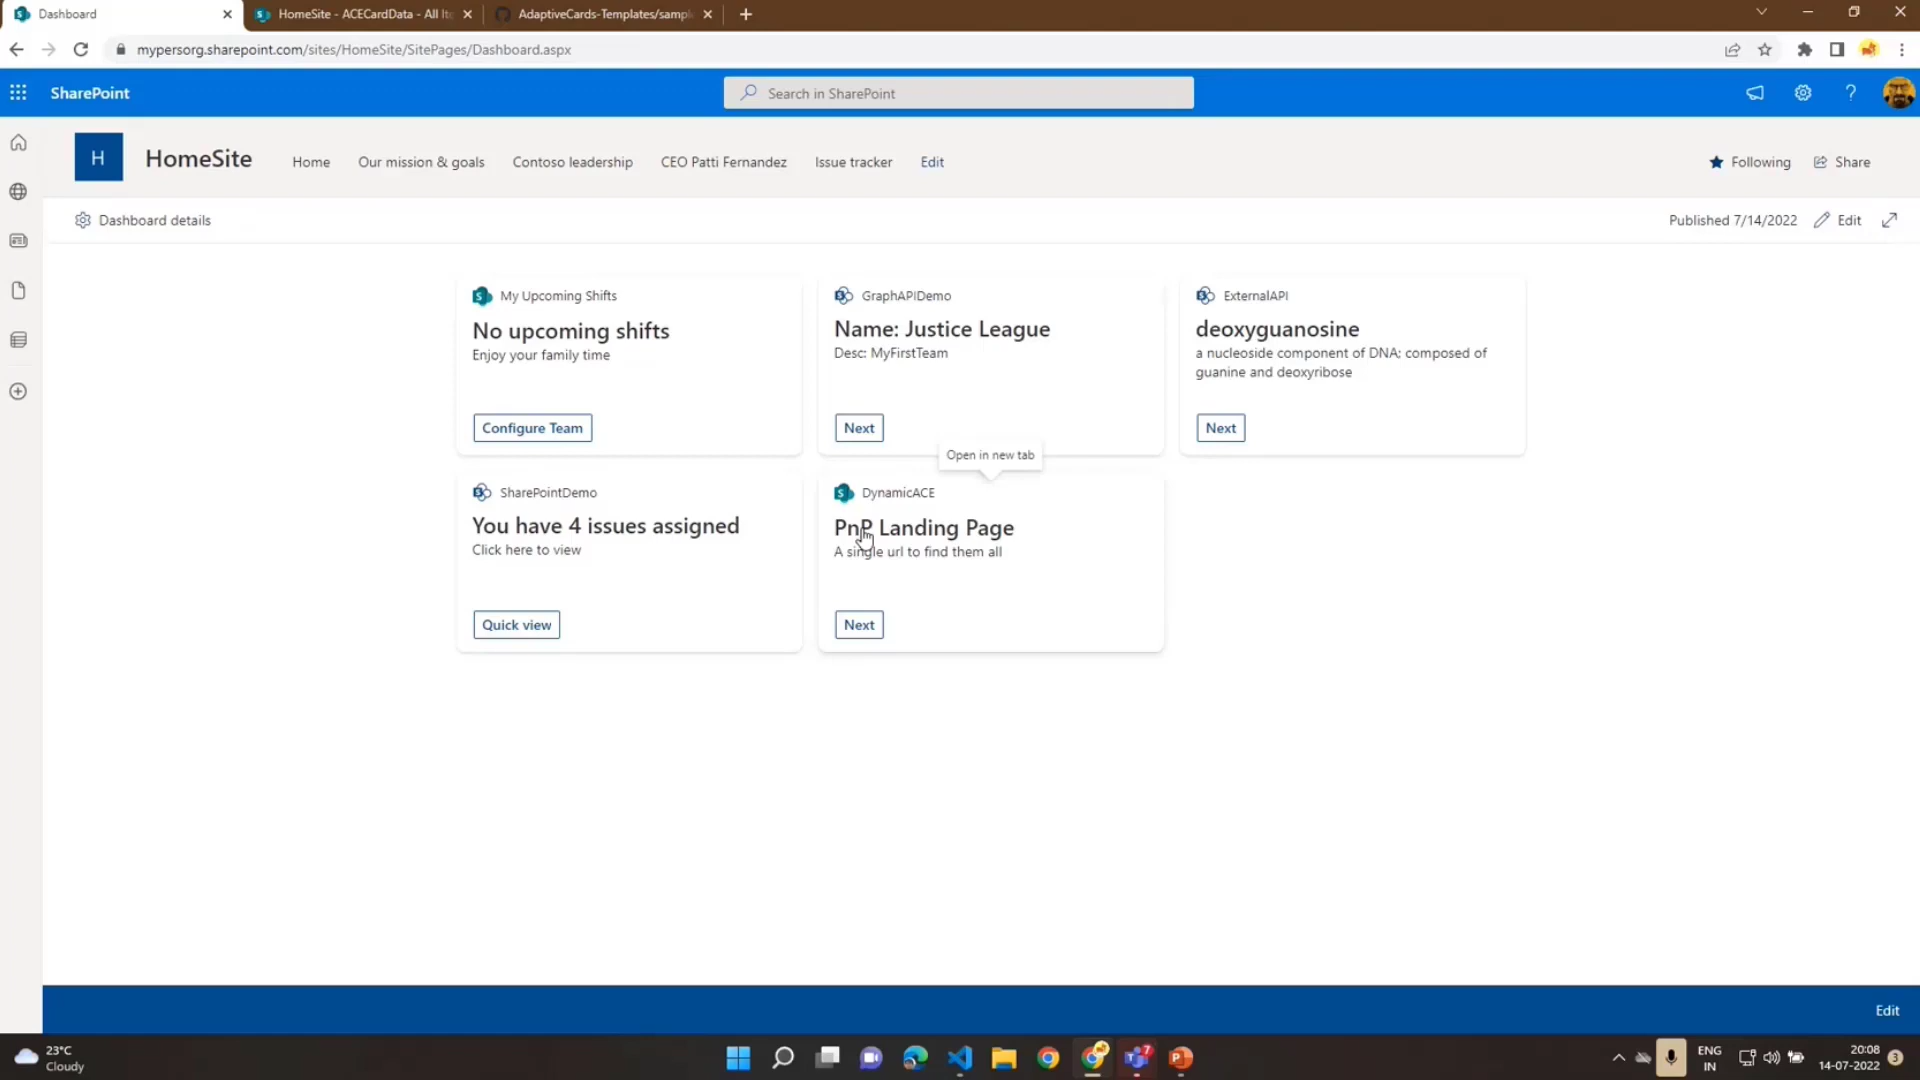 Dashboard
HomeSite - ACECardData - All Ite
AdaptiveCards-Templates/sampl
mypersorg.sharepoint.com/sites/HomeSite/SitePages/Dashboard.aspx
SharePoint
Search in SharePoint
H
HomeSite
Home
Our mission & goals
Contoso leadership
CEO Patti Fernandez
Issue tracker
Edit
Following
Share
Dashboard details
Published 7/14/2022
Edit
My Upcoming Shifts
No upcoming shifts
Enjoy your family time
Configure Team
GraphAPIDemo
Name: Justice League
Desc: MyFirstTeam
Next
ExternalAPI
deoxyguanosine
a nucleoside component of DNA; composed of
guanine and deoxyribose
Next
Open in new tab
SharePointDemo
You have 4 issues assigned
Click here to view
Quick view
DynamicACE
PnP Landing Page
A single url to find them all
Next
Edit
23°C
Cloudy
7
ENG
IN
20:08
14-07-2022
3